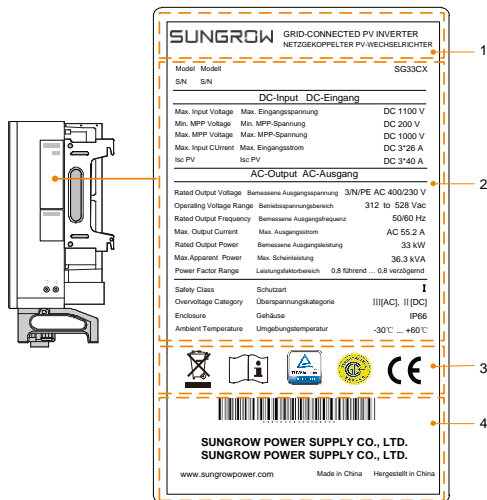 SUNGROW
GRID-CONNECTED PV INVERTER
NETZGEKOPPELTER PV-WECHSELRICHTER
1
Model Modell SG33CX
S/N S/N
DC-Input DC-Eingang
Max. Input Voltage Max. Eingangsspannung DC 1100 V
Min. MPP Voltage Min. MPP-Spannung DC 200 V
Max. MPP Voltage Max. MPP-Spannung DC 1000 V
Max. Input CUrrent Max. Eingangsstrom DC 3*26 A
Isc PV Isc PV DC 3*40 A
AC-Output AC-Ausgang
2
Rated Output Voltage Bemessene Ausgangsspannung 3/N/PE AC 400/230 V
Operating Voltage Range Betriebsspannungsbereich 312 to 528 Vac
Rated Output Frequency Bemessene Ausgangsfrequenz 50/60 Hz
Max. Output Current Max. Ausgangsstrom AC 55.2 A
Rated Output Power Bemessene Ausgangsleistung 33 kW
Max.Apparent Power Max. Scheinleistung 36.3 kVA
Power Factor Range Leistungsfaktorbereich 0,8 führend ... 0,8 verzögernd
Safety Class Schutzart I
Overvoltage Category Überspannungskategorie III[AC], II[DC]
Enclosure Gehäuse IP66
Ambient Temperature Umgebungstemperatur -30℃ ... +60℃
3
CE
4
SUNGROW POWER SUPPLY CO., LTD.
SUNGROW POWER SUPPLY CO., LTD.
www.sungrowpower.com Made in China Hergestellt in China